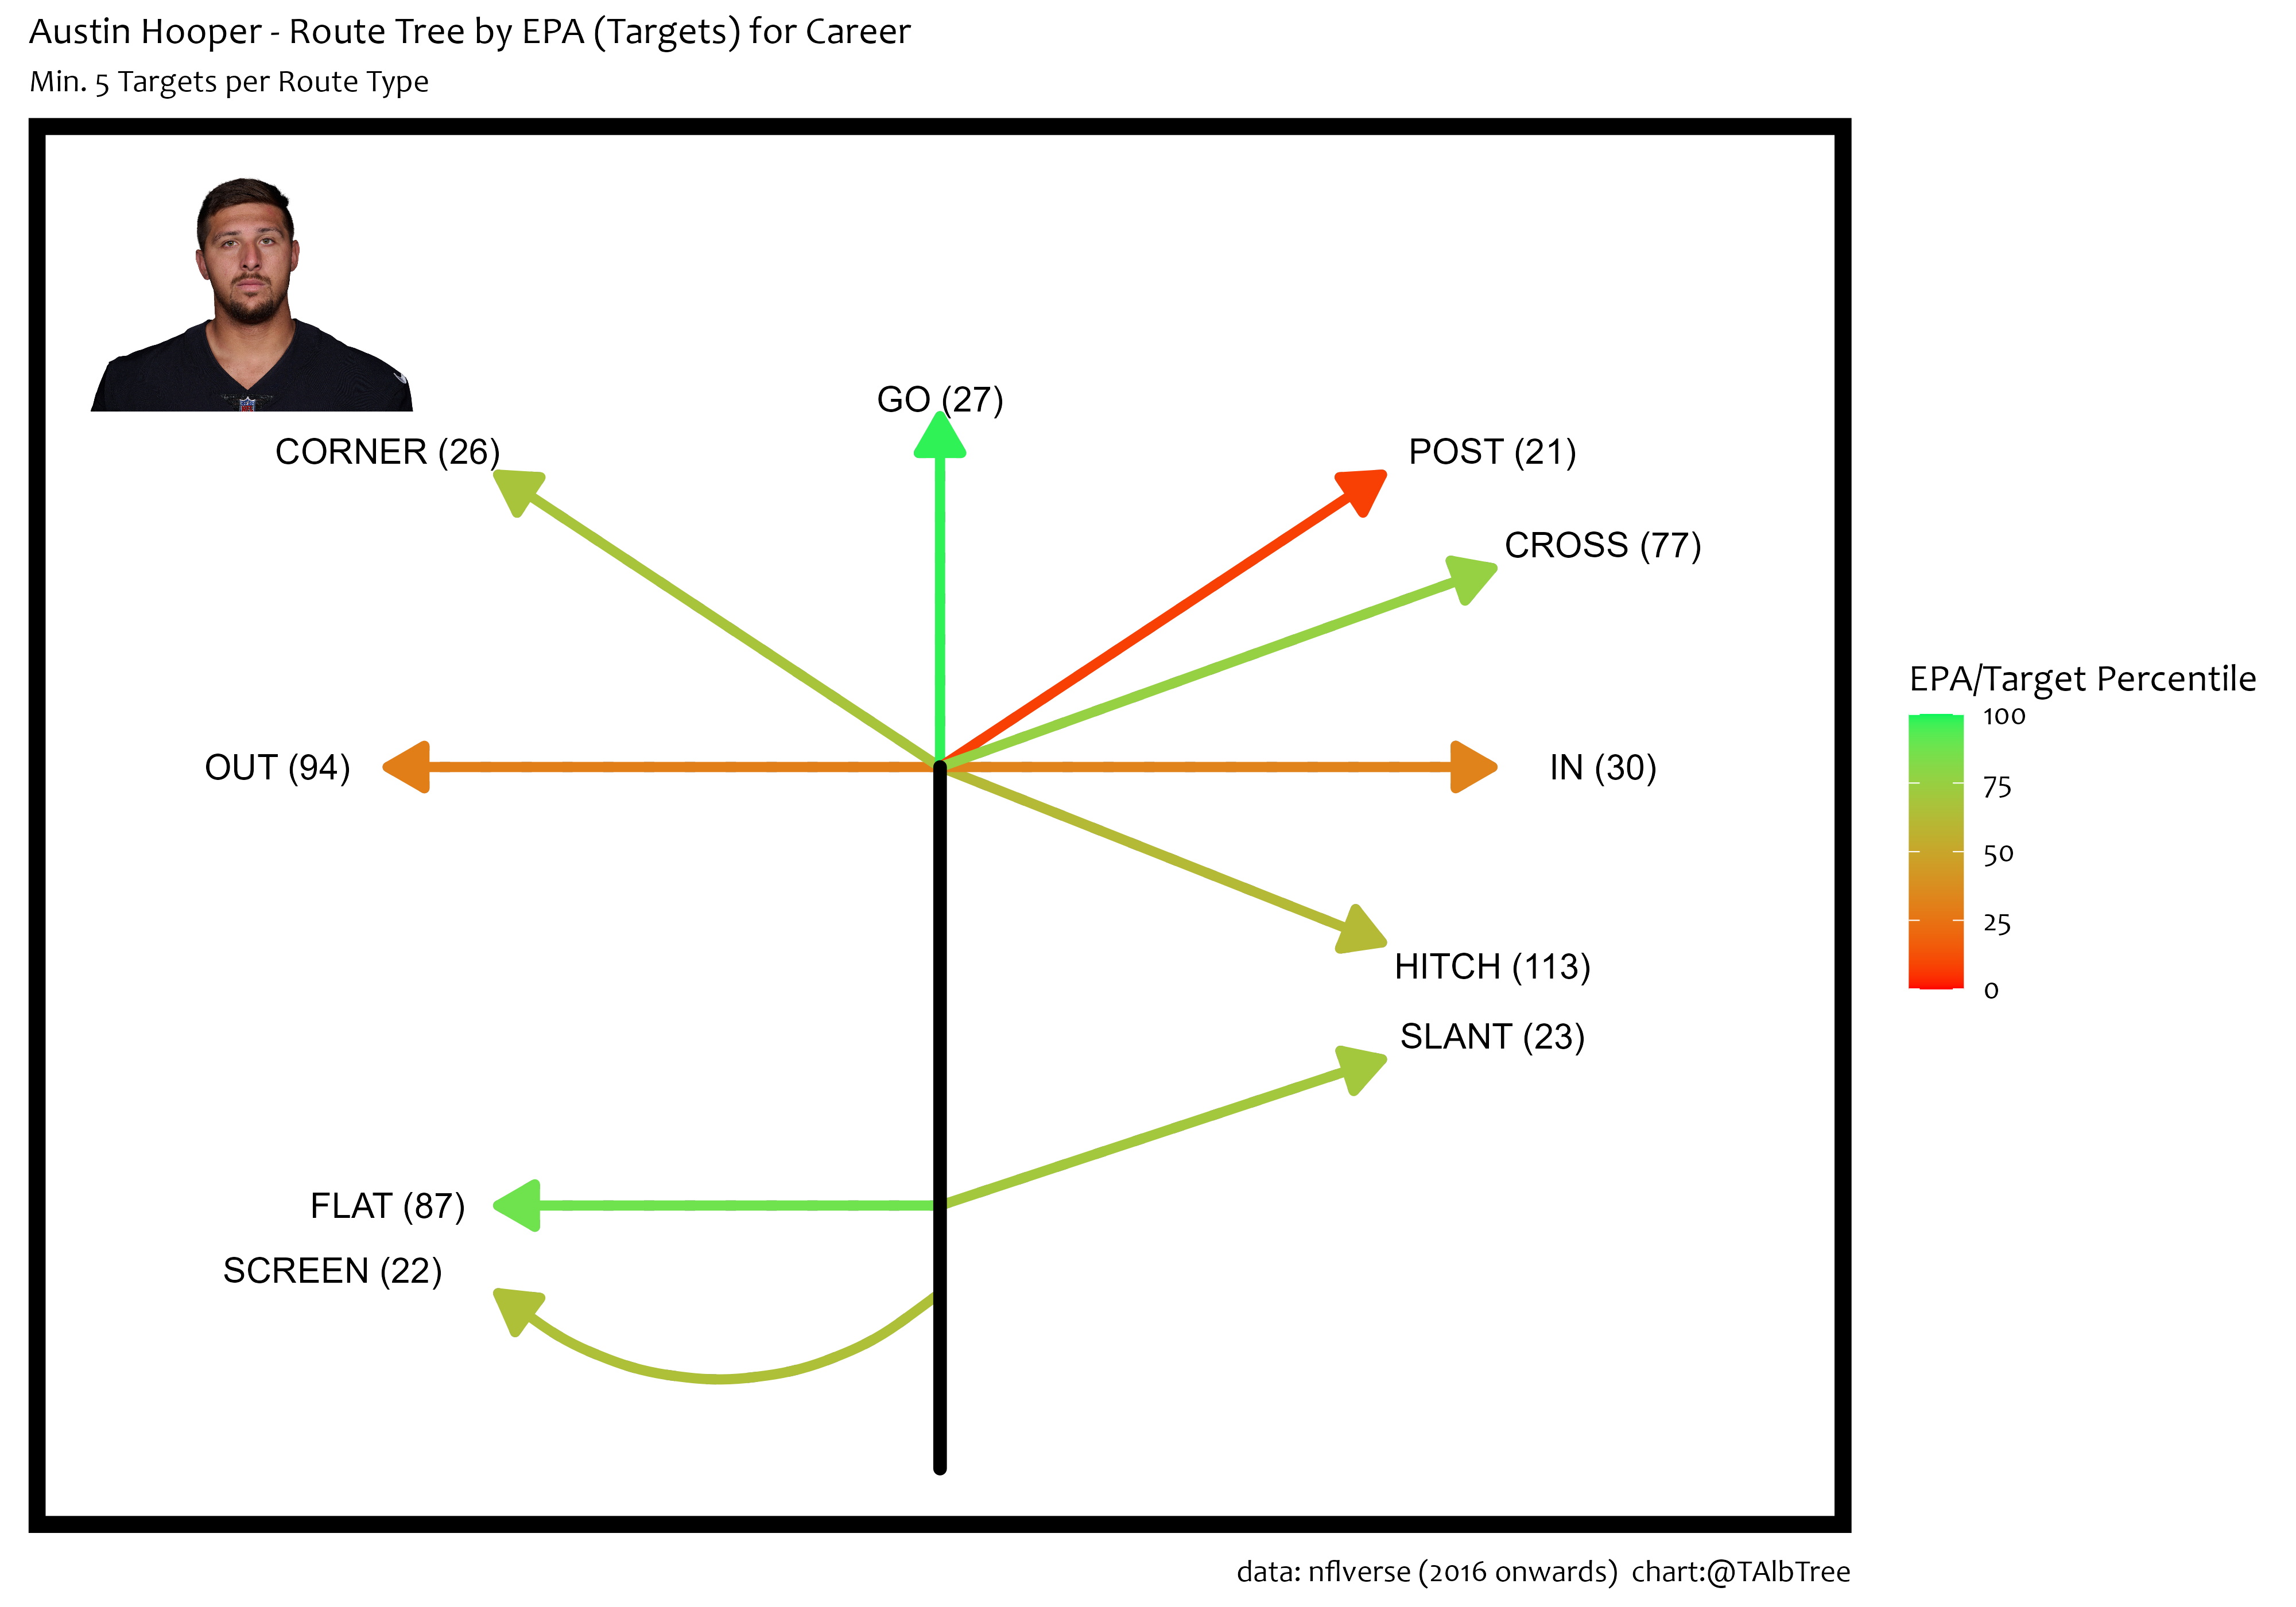 Austin Hooper - Route Tree by EPA (Targets) for Career
Min. 5 Targets per Route Type
GO (27)
CORNER (26)
POST (21)
CROSS (77)
OUT (94)
IN (30)
HITCH (113)
SLANT (23)
FLAT (87)
SCREEN (22)
EPA/Target Percentile
100
75
50
25
0
data: nflverse (2016 onwards)  chart:@TAlbTree